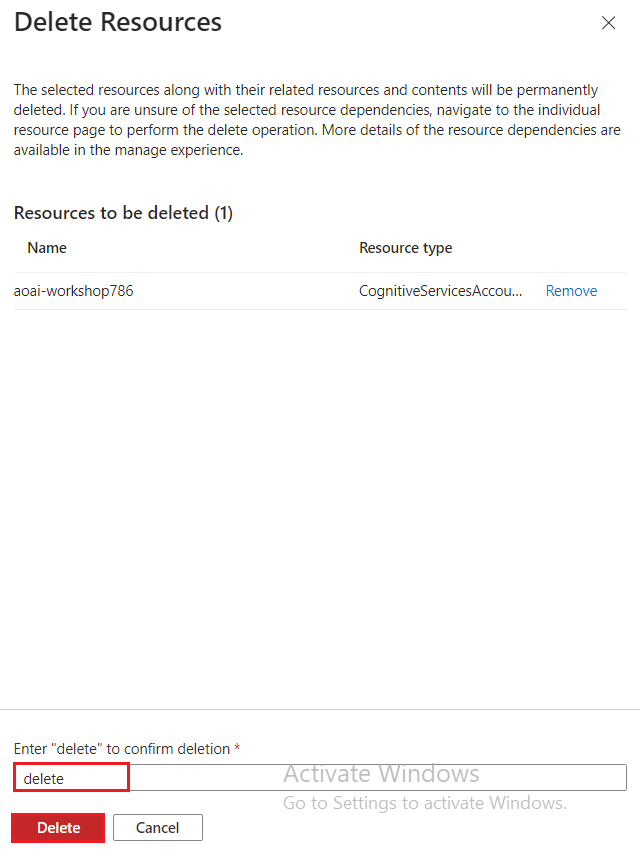 Delete Resources
The selected resources along with their related resources and contents will be permanently
deleted. If you are unsure of the selected resource dependencies, navigate to the individual
resource page to perform the delete operation. More details of the resource dependencies are
available in the manage experience.
Resources to be deleted (1)
Name Resource type
aoai-workshop786 CognitiveServicesAccou... Remove
Enter "delete" to confirm deletion *
delete
Activate Windows
Go to Settings to activate Windows.
Delete Cancel